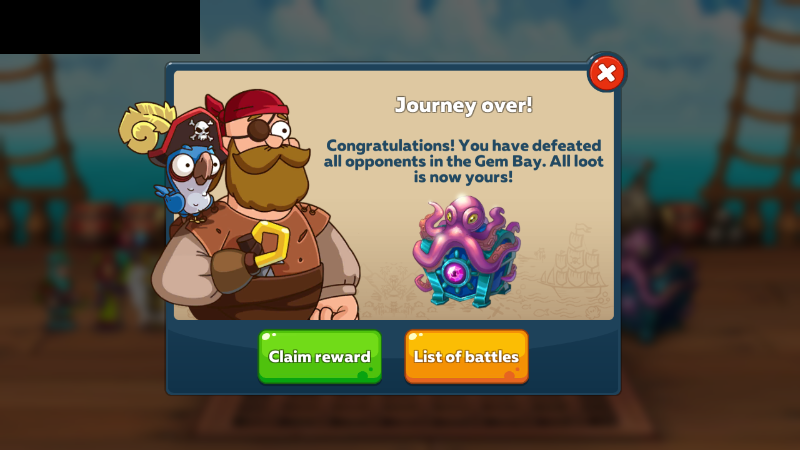 Journey over!
Congratulations! You have defeated
all opponents in the Gem Bay. All loot
is now yours!
Claim reward
List of battles